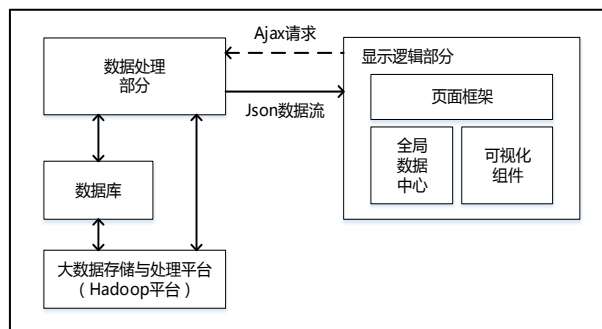 Ajax请求
数据处理
部分
Json数据流
显示逻辑部分
页面框架
全局
数据
中心
可视化
组件
数据库
大数据存储与处理平台
（Hadoop平台）